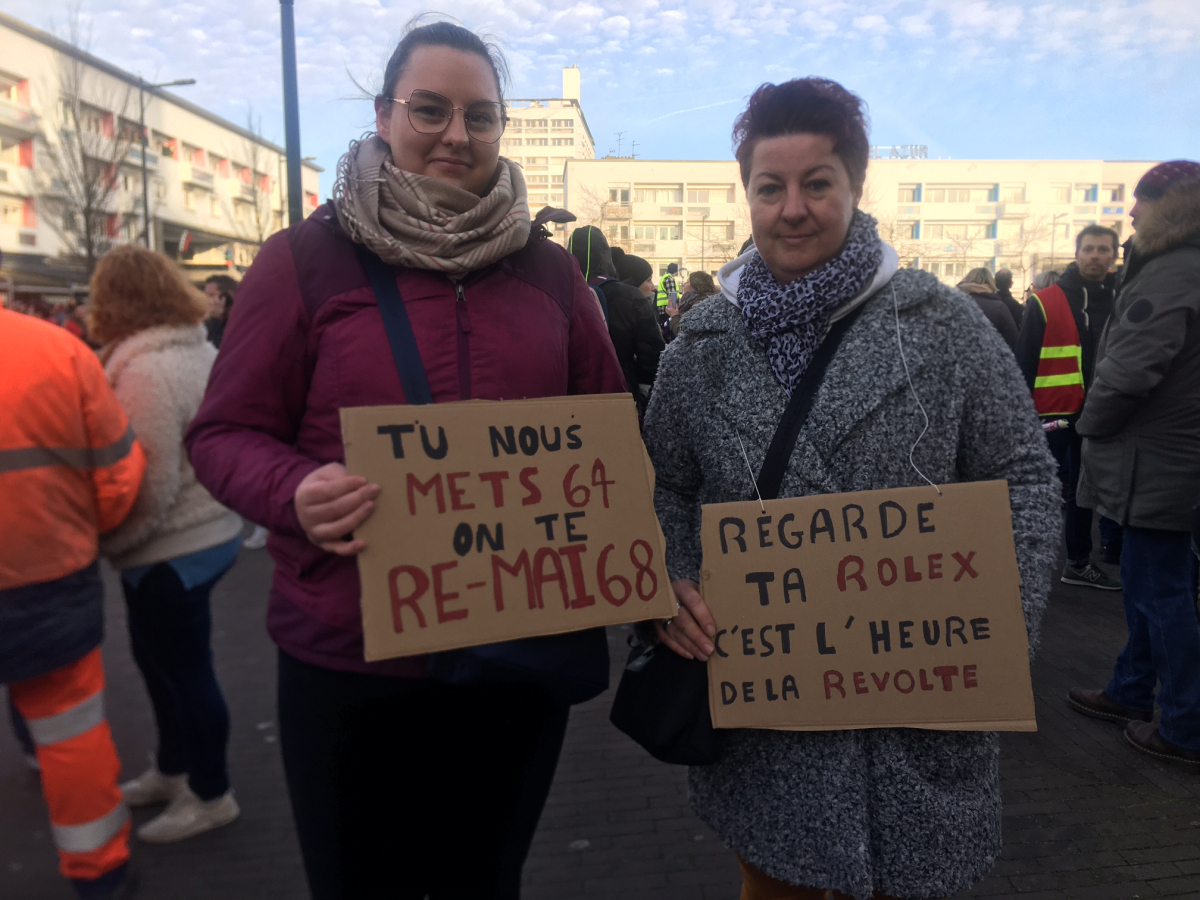 TU NOUS
METS 64
ON TE
RE-MAI 68
REGARDE
TA ROLEX
C'EST L'HEURE
DE LA REVOLTE